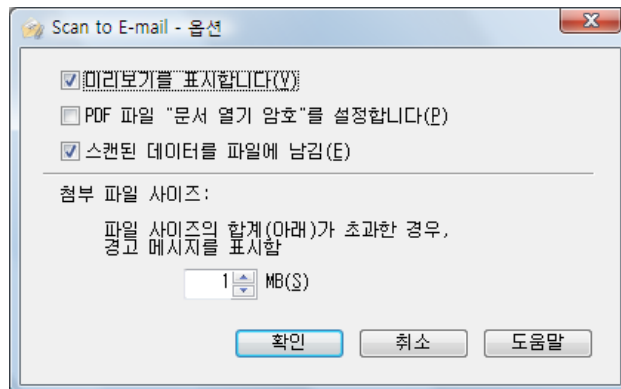 Scan to E-mail - 옵션
미리보기를 표시합니다(V)
PDF 파일 "문서 열기 암호"를 설정합니다(P)
스캔된 데이터를 파일에 남김(E)
첨부 파일 사이즈:
파일 사이즈의 합계(아래)가 초과한 경우,
경고 메시지를 표시함
1 MB(S)
확인 취소 도움말